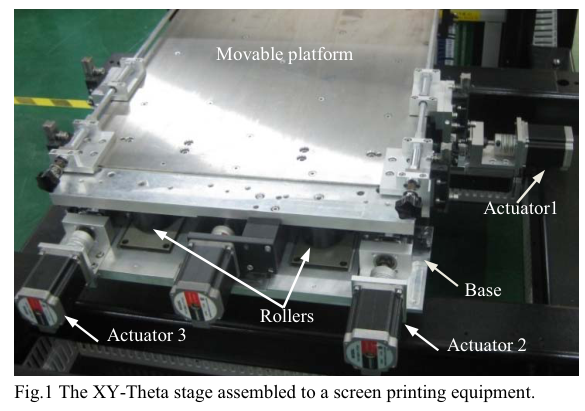 Movable platform
Actuator1
Base
Rollers
Actuator 3
Actuator 2
Fig.1 The XY-Theta stage assembled to a screen printing equipment.